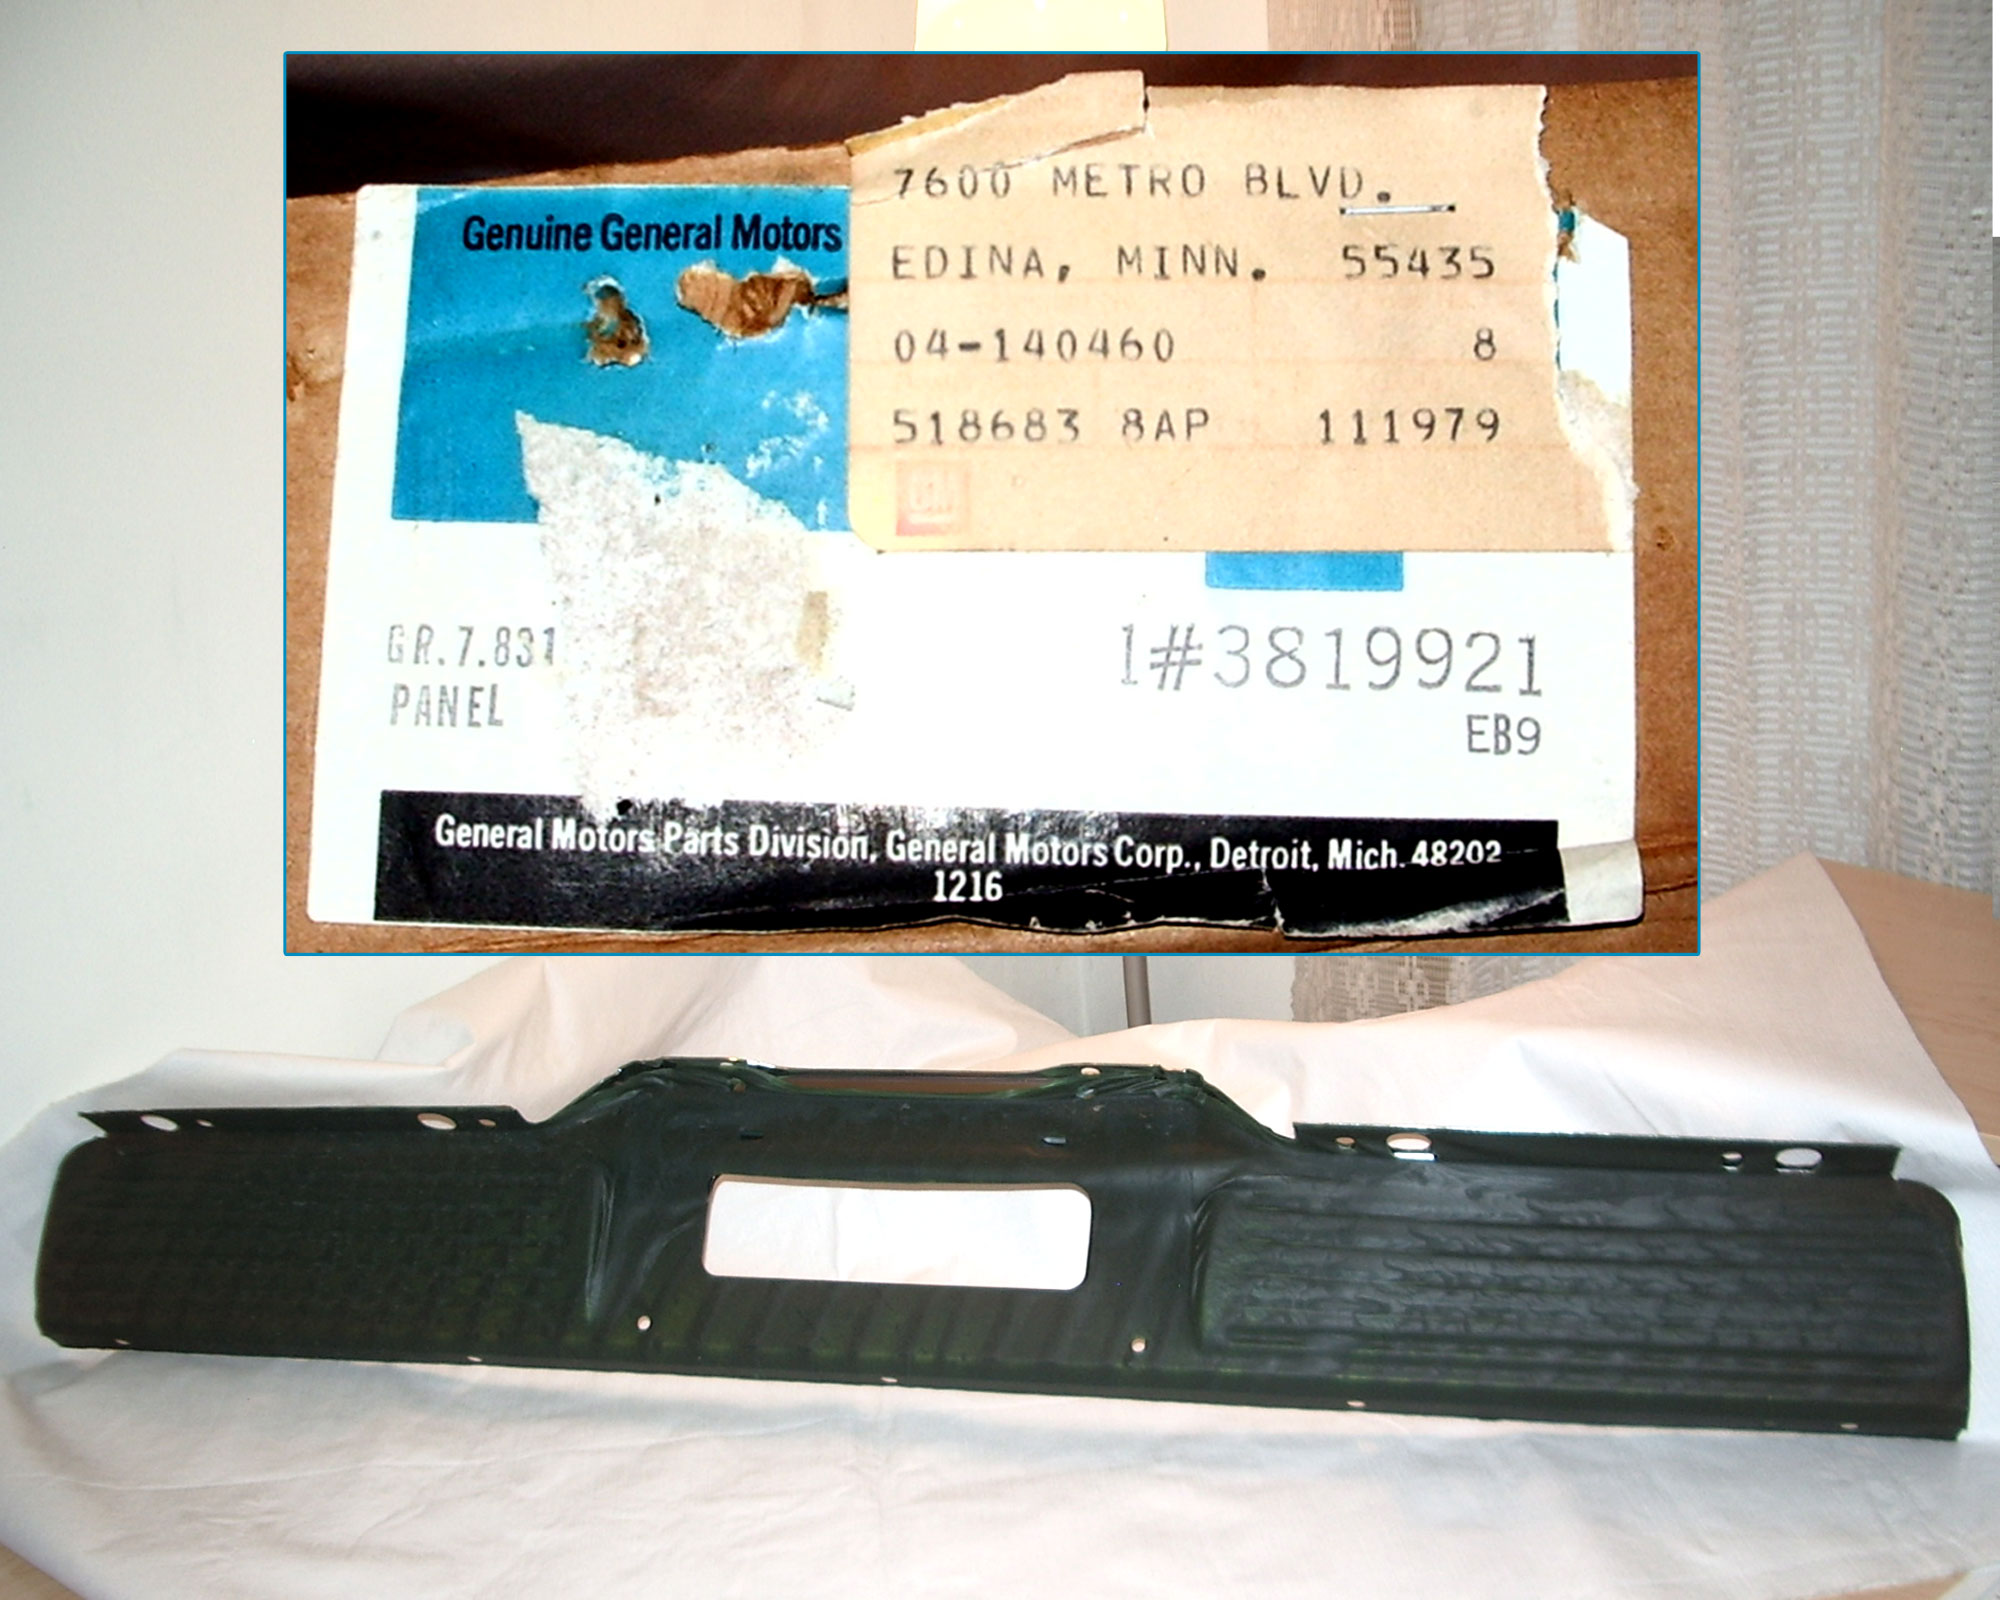 Genuine General Motors
7600 METRO BLVD.
EDINA, MINN. 55435
04-140460 8
518683 8AP 111979
GM
GR.7.831
PANEL
1#3819921
EB9
General Motors Parts Division, General Motors Corp., Detroit, Mich. 48202
1216